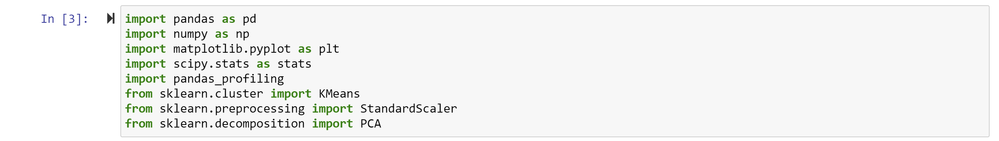 In [3]: import pandas as pd
import numpy as np
import matplotlib.pyplot as plt
import scipy.stats as stats
import pandas_profiling
from sklearn.cluster import KMeans
from sklearn.preprocessing import StandardScaler
from sklearn.decomposition import PCA